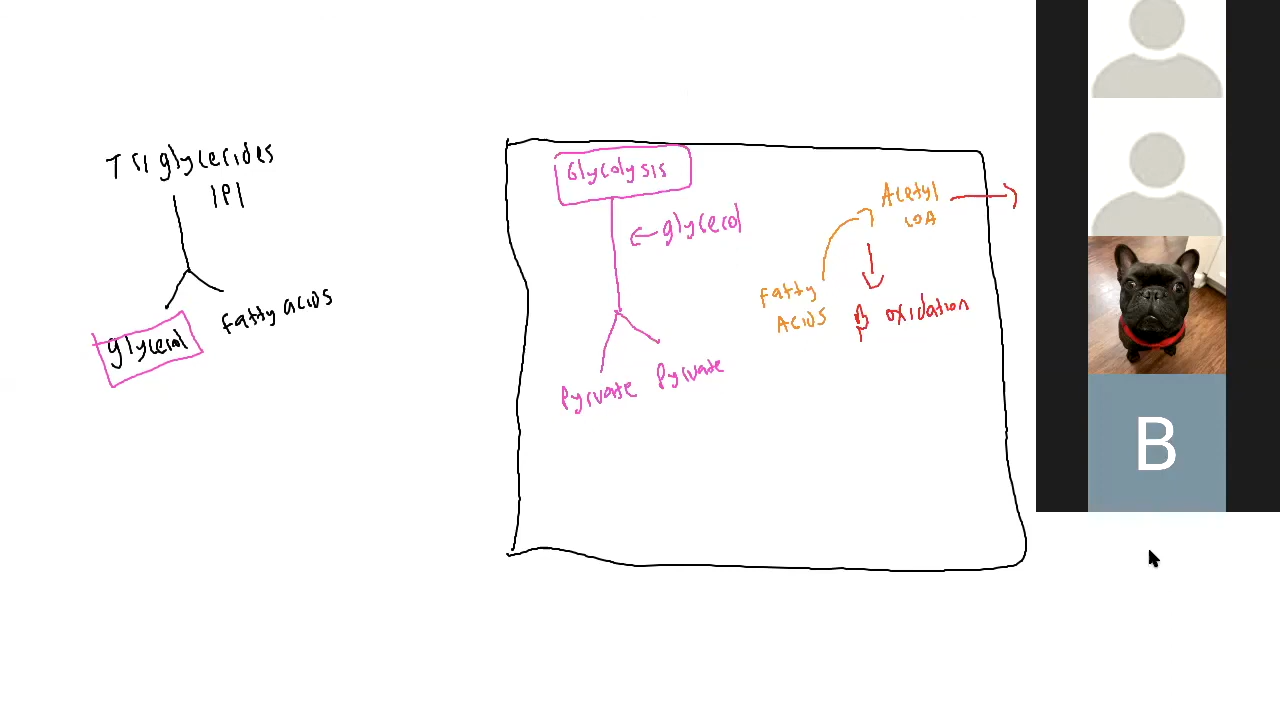 Triglycerides
|P|
glycerol
fatty acids
Glycolysis
glycerol
Pyruvate Pyruvate
Fatty
Acids
Acetyl
COA
β oxidation
B